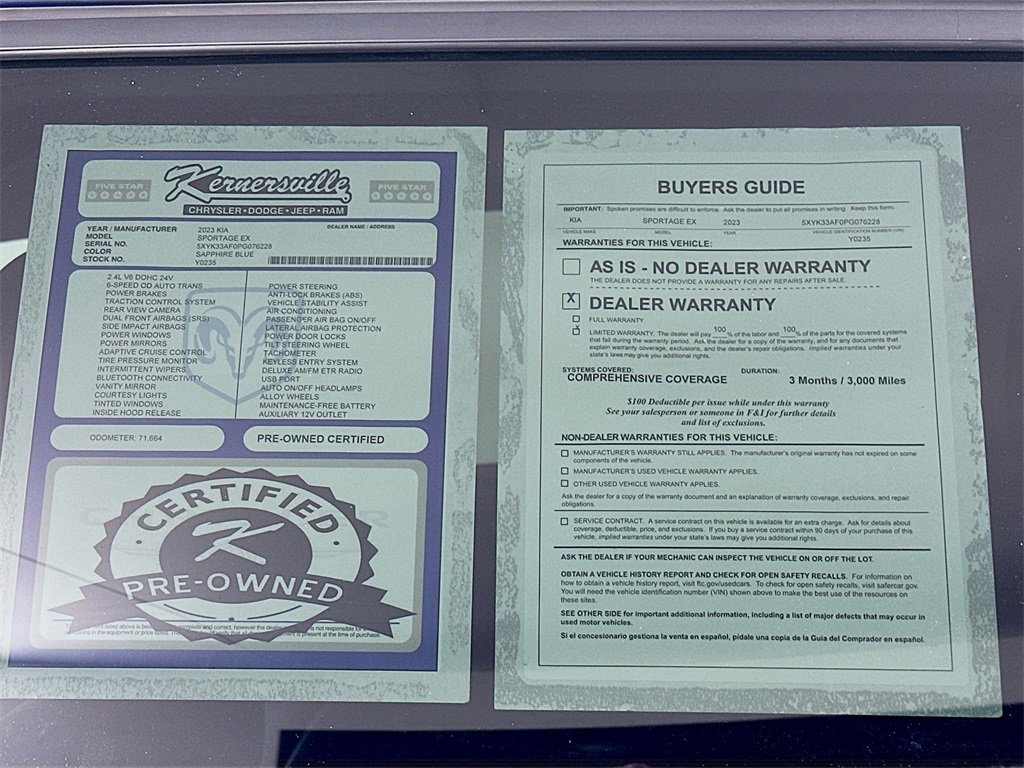 FIVE STAR
Kernersville
FIVE STAR
CHRYSLER • DODGE • JEEP • RAM
DEALER NAME / ADDRESS
YEAR / MANUFACTURER 2023 KIA
MODEL SPORTAGE EX
SERIAL NO. 5XYK33AF0PG076228
COLOR SAPPHIRE BLUE
STOCK NO. Y0235
2.4L V6 DOHC 24V
6-SPEED OD AUTO TRANS
POWER BRAKES
TRACTION CONTROL SYSTEM
REAR VIEW CAMERA
DUAL FRONT AIRBAGS (SRS)
SIDE IMPACT AIRBAGS
POWER WINDOWS
POWER MIRRORS
ADAPTIVE CRUISE CONTROL
TIRE PRESSURE MONITOR
INTERMITTENT WIPERS
BLUETOOTH CONNECTIVITY
VANITY MIRROR
COURTESY LIGHTS
TINTED WINDOWS
INSIDE HOOD RELEASE
POWER STEERING
ANTI-LOCK BRAKES (ABS)
VEHICLE STABILITY ASSIST
AIR CONDITIONING
PASSENGER AIR BAG ON/OFF
LATERAL AIRBAG PROTECTION
POWER DOOR LOCKS
TILT STEERING WHEEL
TACHOMETER
KEYLESS ENTRY SYSTEM
DELUXE AM/FM ETR RADIO
USB PORT
AUTO ON/OFF HEADLAMPS
ALLOY WHEELS
MAINTENANCE-FREE BATTERY
AUXILIARY 12V OUTLET
ODOMETER: 71,664
PRE-OWNED CERTIFIED
CERTIFIED
K
PRE-OWNED
BUYERS GUIDE
IMPORTANT: Spoken promises are difficult to enforce. Ask the dealer to put all promises in writing. Keep this form.
KIA SPORTAGE EX 2023 5XYK33AF0PG076228
VEHICLE MAKE MODEL YEAR VEHICLE IDENTIFICATION NUMBER (VIN)
Y0235
WARRANTIES FOR THIS VEHICLE:
AS IS - NO DEALER WARRANTY
THE DEALER DOES NOT PROVIDE A WARRANTY FOR ANY REPAIRS AFTER SALE.
X DEALER WARRANTY
FULL WARRANTY.
X LIMITED WARRANTY. The dealer will pay 100 % of the labor and 100 % of the parts for the covered systems
that fail during the warranty period. Ask the dealer for a copy of the warranty, and for any documents that
explain warranty coverage, exclusions, and the dealer's repair obligations. Implied warranties under your
state's laws may give you additional rights.
SYSTEMS COVERED: DURATION:
COMPREHENSIVE COVERAGE 3 Months / 3,000 Miles
$100 Deductible per issue while under this warranty
See your salesperson or someone in F&I for further details
and list of exclusions.
NON-DEALER WARRANTIES FOR THIS VEHICLE:
MANUFACTURER'S WARRANTY STILL APPLIES. The manufacturer's original warranty has not expired on some
components of the vehicle.
MANUFACTURER'S USED VEHICLE WARRANTY APPLIES.
OTHER USED VEHICLE WARRANTY APPLIES.
Ask the dealer for a copy of the warranty document and an explanation of warranty coverage, exclusions, and repair
obligations.
SERVICE CONTRACT. A service contract on this vehicle is available for an extra charge. Ask for details about
coverage, deductible, price, and exclusions. If you buy a service contract within 90 days of your purchase of this
vehicle, implied warranties under your state's laws may give you additional rights.
ASK THE DEALER IF YOUR MECHANIC CAN INSPECT THE VEHICLE ON OR OFF THE LOT.
OBTAIN A VEHICLE HISTORY REPORT AND CHECK FOR OPEN SAFETY RECALLS. For information on
how to obtain a vehicle history report, visit ftc.gov/usedcars. To check for open safety recalls, visit safercar.gov.
You will need the vehicle identification number (VIN) shown above to make the best use of the resources on
these sites.
SEE OTHER SIDE for important additional information, including a list of major defects that may occur in
used motor vehicles.
Si el concesionario gestiona la venta en español, pídale una copia de la Guía del Comprador en español.